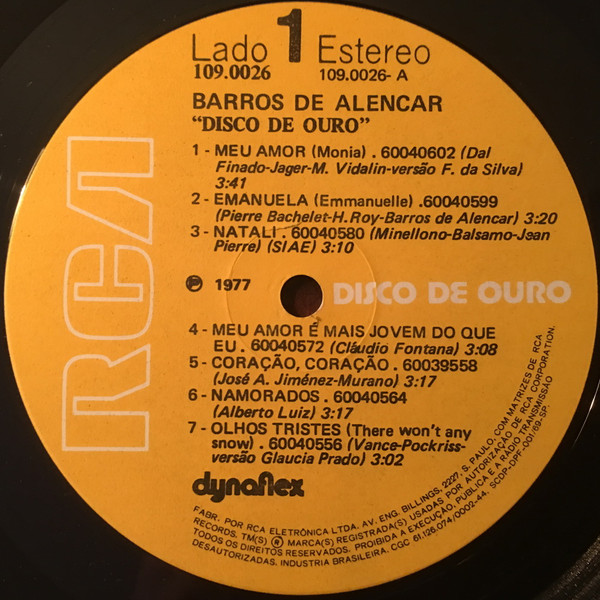 Lado 1 Estereo
109.0026 109.0026-A
BARROS DE ALENCAR
"DISCO DE OURO"
1 - MEU AMOR (Monia) . 60040602 (Dal
Finado-Jager-M. Vidalin-versão F. da Silva)
3:41
2 - EMANUELA (Emmanuelle) .60040599
(Pierre Bachelet-H.Roy-Barros de Alencar) 3:20
3 - NATALI . 60040580 (Minellono-Balsamo-Jean
Pierre) (SIAE) 3:10
RCA
℗ 1977
DISCO DE OURO
4 - MEU AMOR É MAIS JOVEM DO QUE
EU . 60040572 (Cláudio Fontana) 3:08
5 - CORAÇÃO, CORAÇÃO . 60039558
(José A. Jiménez-Murano) 3:17
6 - NAMORADOS . 60040564
(Alberto Luiz) 3:17
7 - OLHOS TRISTES (There won't any
snow) . 60040556 (Vance-Pockriss-
versão Glaucia Prado) 3:02
dynaflex
FABR. POR RCA ELETRÔNICA LTDA. AV. ENG. BILLINGS, 2227, S. PAULO, COM MATRIZES DE RCA
RECORDS. TM(S) ® MARCA(S) REGISTRADA(S) USADAS POR AUTORIZAÇÃO DE RCA CORPORATION.
TODOS OS DIREITOS RESERVADOS. PROIBIDA A EXECUÇÃO, PUBLICA E A RÁDIO TRANSMISSÃO
DESAUTORIZADAS. INDUSTRIA BRASILEIRA. CGC 61.126.074/0002-44. SCDP-DPF-001/69-SP.